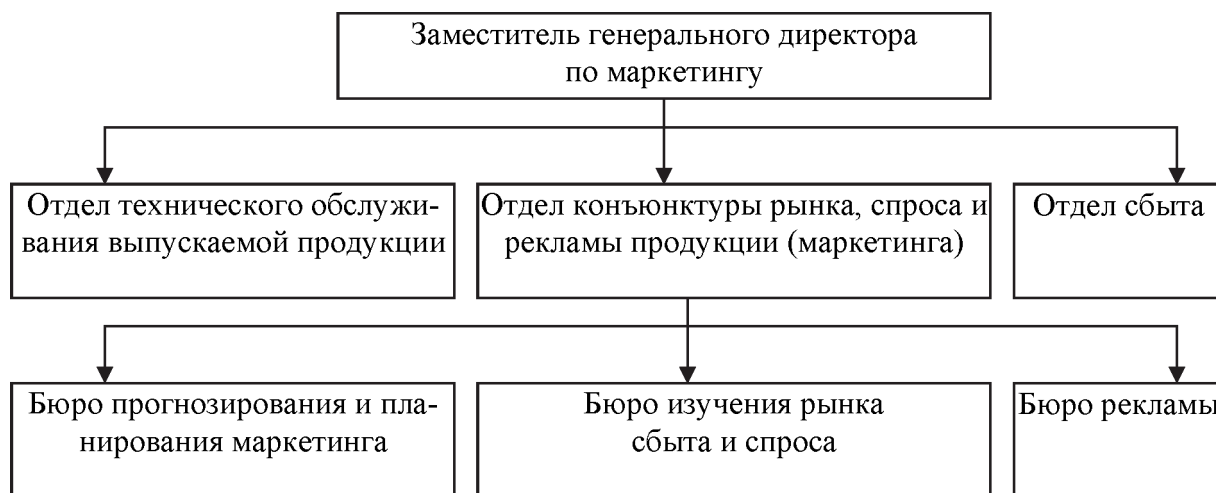 Заместитель генерального директора
по маркетингу
Отдел технического обслужи-
вания выпускаемой продукции
Отдел конъюнктуры рынка, спроса и
рекламы продукции (маркетинга)
Отдел сбыта
Бюро прогнозирования и пла-
нирования маркетинга
Бюро изучения рынка
сбыта и спроса
Бюро рекламы